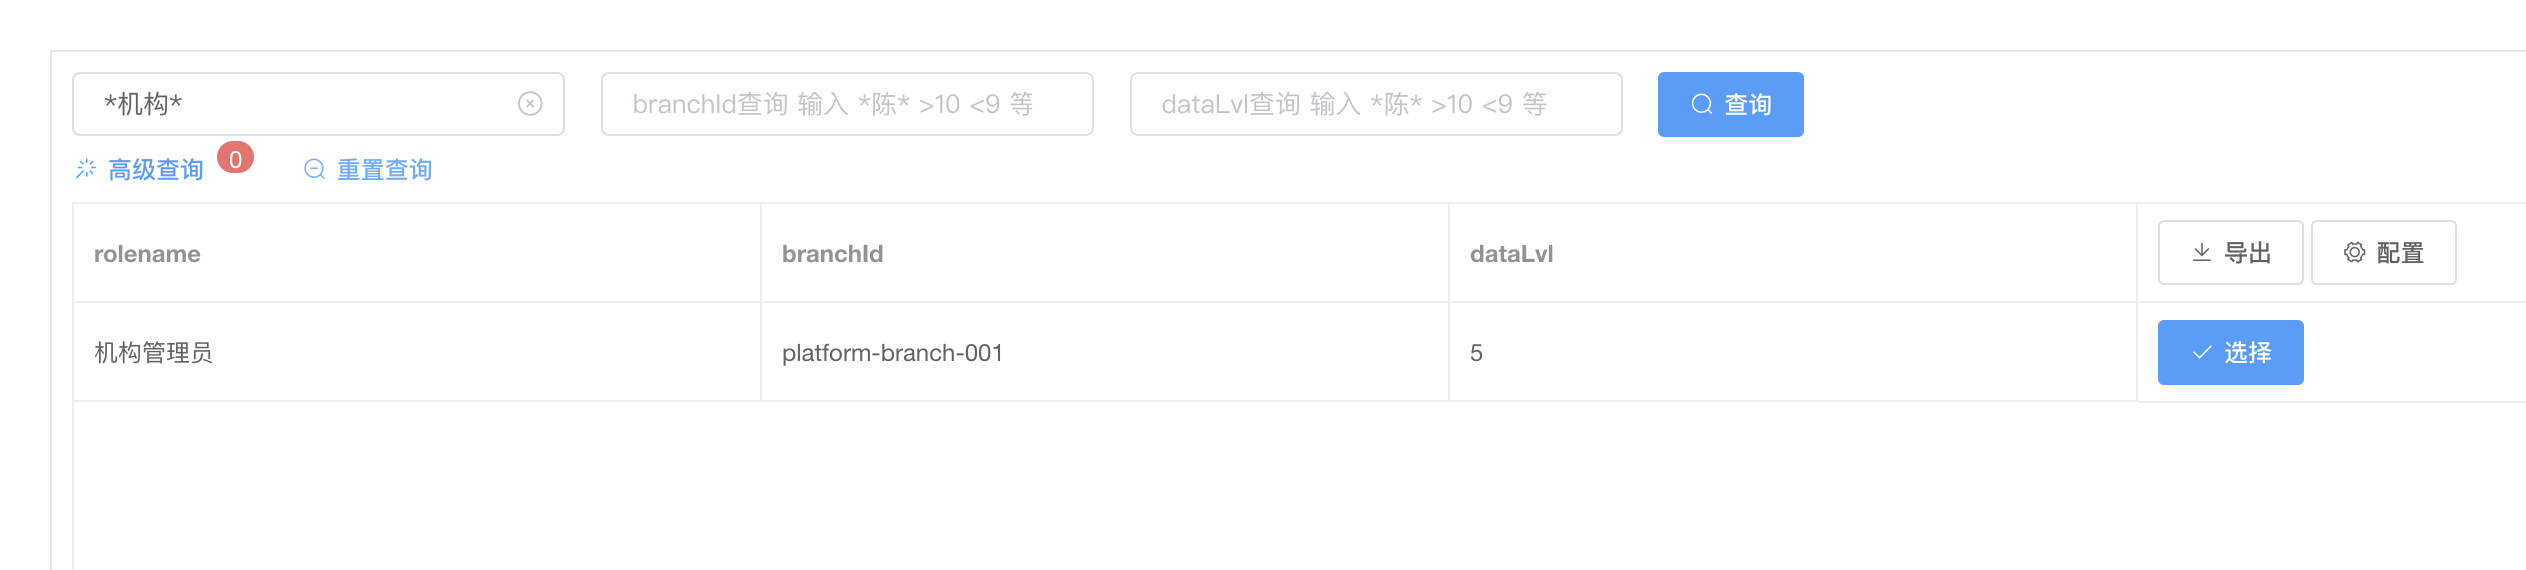 *机构* branchId查询 输入 *陈* >10 <9 等 dataLvl查询 输入 *陈* >10 <9 等 查询
高级查询 0 重置查询
rolename branchId dataLvl 导出 配置
机构管理员 platform-branch-001 5 选择